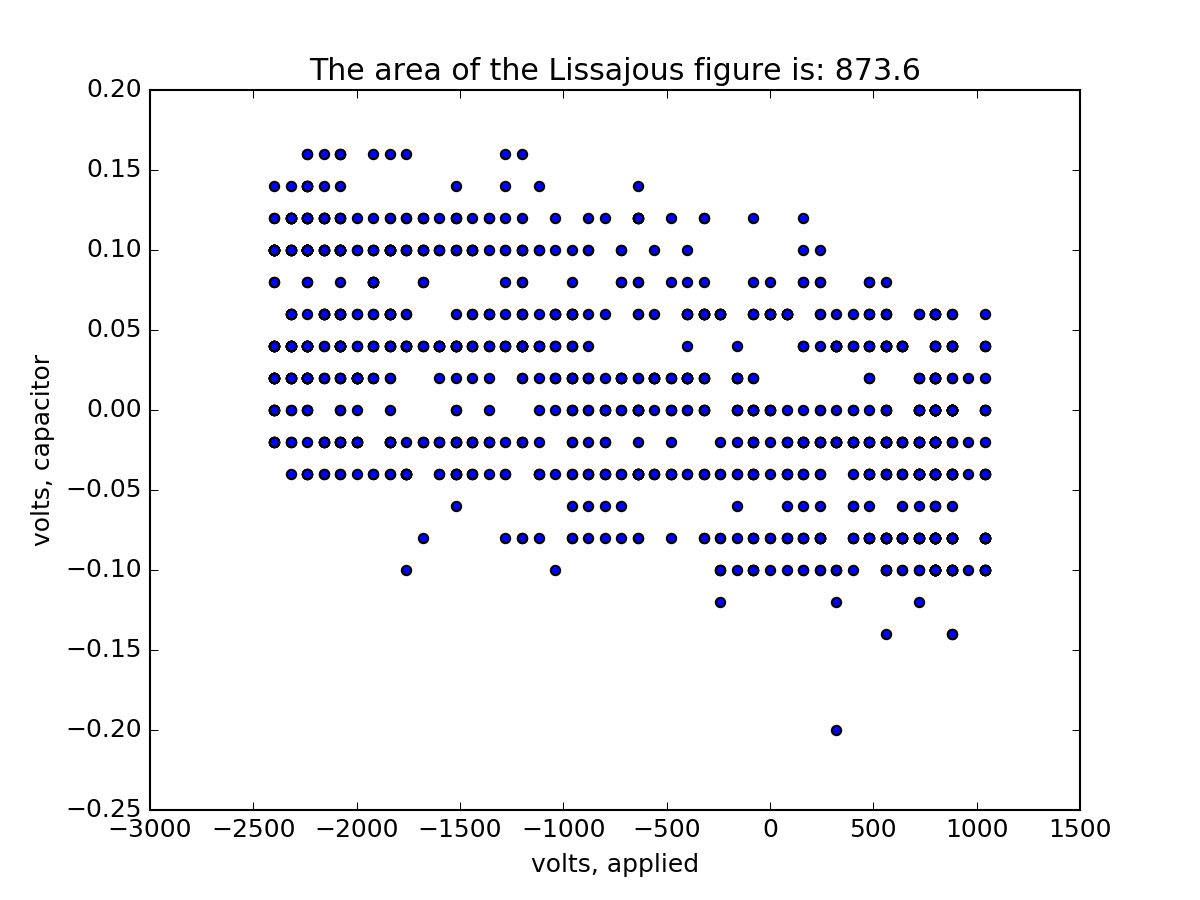 The area of the Lissajous figure is: 873.6
0.20
0.15
0.10
0.05
0.00
−0.05
−0.10
−0.15
−0.20
−0.25
volts, capacitor
−3000 −2500 −2000 −1500 −1000 −500 0 500 1000 1500
volts, applied